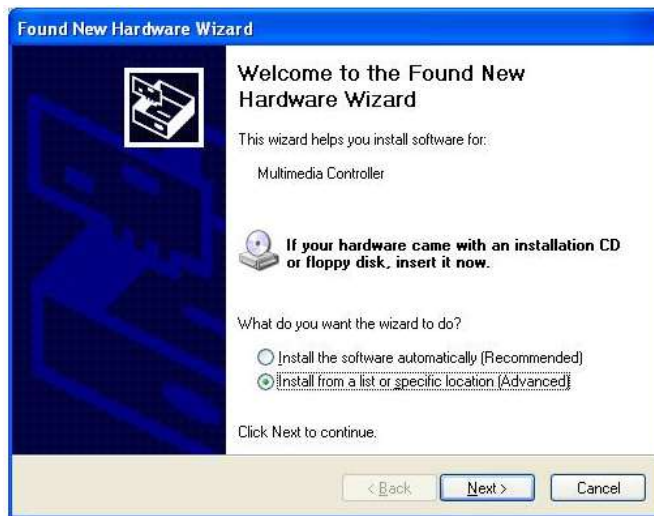 Found New Hardware Wizard
Welcome to the Found New
Hardware Wizard
This wizard helps you install software for:
Multimedia Controller
If your hardware came with an installation CD
or floppy disk, insert it now.
What do you want the wizard to do?
Install the software automatically (Recommended)
Install from a list or specific location (Advanced)
Click Next to continue.
< Back Next > Cancel